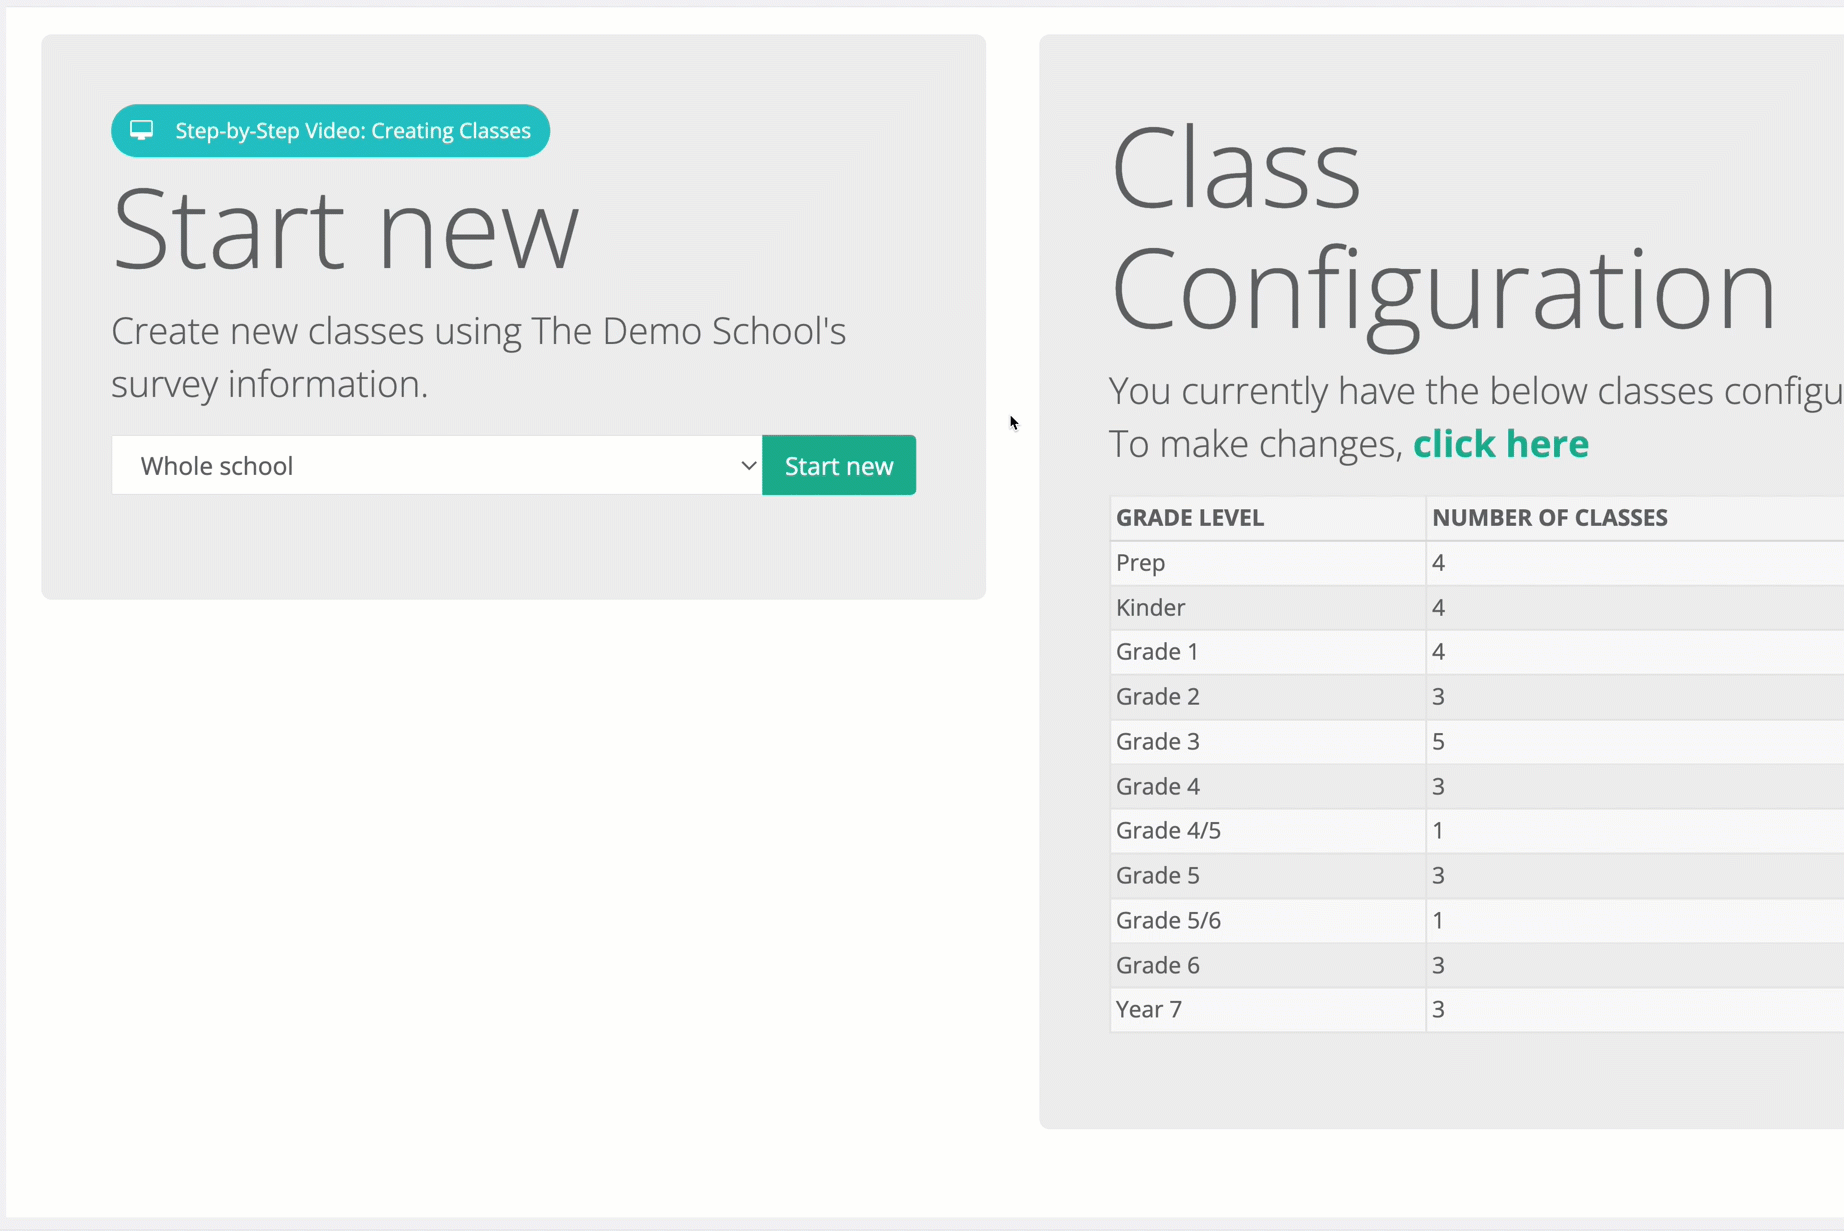 Step-by-Step Video: Creating Classes
Start new
Create new classes using The Demo School's
survey information.
Whole school
Start new
Class
Configuration
You currently have the below classes
To make changes, click here
GRADE LEVEL NUMBER OF CLASSES
Prep 4
Kinder 4
Grade 1 4
Grade 2 3
Grade 3 5
Grade 4 3
Grade 4/5 1
Grade 5 3
Grade 5/6 1
Grade 6 3
Year 7 3